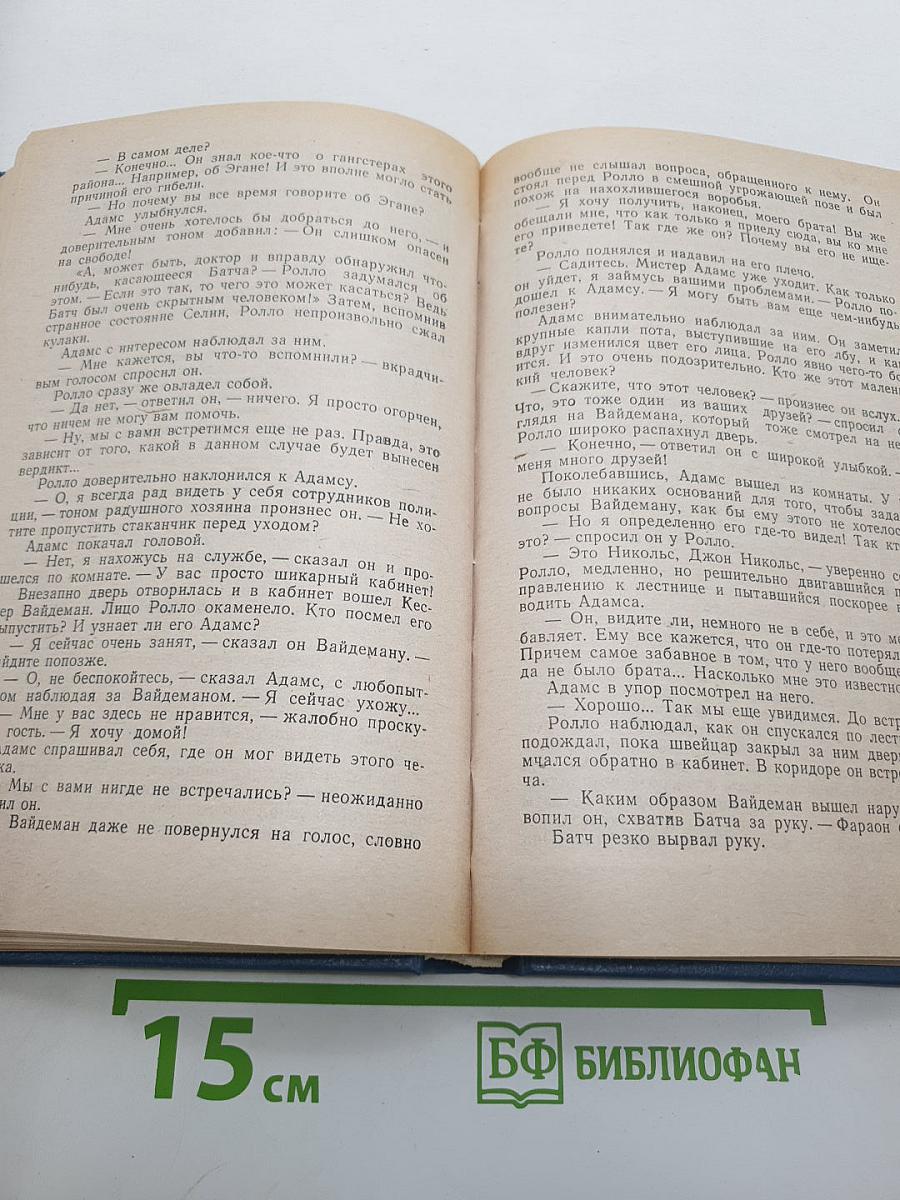 — В самом деле?
— Конечно... Он знал кое-что о гангстерах этого
района... Например, об Эгане! И это вполне могло стать
причиной его гибели.
— Но почему вы все время говорите об Эгане?
Адамс улыбнулся.
— Мне очень хотелось бы добраться до него, — и
доверительным тоном добавил: — Он слишком опасен
на свободе!
«А, может быть, доктор и вправду обнаружил что-
нибудь, касающееся Батча? — Ролло задумался об
этом. — Если это так, то чего это может касаться? Ведь
Батч был очень скрытным человеком!» Затем, вспомнив
странное состояние Селии, Ролло непроизвольно сжал
кулаки.
Адамс с интересом наблюдал за ним.
— Мне кажется, вы что-то вспомнили? — вкрадчи-
вым голосом спросил он.
Ролло сразу же овладел собой.
— Да нет, — ответил он, — ничего. Я просто огорчен,
что ничем не могу вам помочь.
— Ну, мы с вами встретимся еще не раз. Правда, это
зависит от того, какой в данном случае будет вынесен
вердикт...
Ролло доверительно наклонился к Адамсу.
— О, я всегда рад видеть у себя сотрудников поли-
ции, — тоном радушного хозяина произнес он. — Не хо-
тите пропустить стаканчик перед уходом?
Адамс покачал головой.
— Нет, я нахожусь на службе, — сказал он и про-
шелся по комнате. — У вас просто шикарный кабинет!
Внезапно дверь отворилась и в кабинет вошел Кес-
ер Вайдеман. Лицо Ролло окаменело. Кто посмел его
ыпустить? И узнает ли его Адамс?
— Я сейчас очень занят, — сказал он Вайдеману. —
йдите попозже.
— О, не беспокойтесь, — сказал Адамс, с любопыт-
ом наблюдая за Вайдеманом. — Я сейчас ухожу...
— Мне у вас здесь не нравится, — жалобно проску-
гость. — Я хочу домой!
Адамс спрашивал себя, где он мог видеть этого че-
ка.
Мы с вами нигде не встречались? — неожиданно
ил он.
Вайдеман даже не повернулся на голос, словно
вообще не слышал вопроса, обращенного к нему. Он
стоял перед Ролло в смешной угрожающей позе и был
похож на нахохлившегося воробья.
— Я хочу получить, наконец, моего брата! Вы же
обещали мне, что как только я приеду сюда, вы ко мне
его приведете! Так где же он? Почему вы его не ище-
те?
Ролло поднялся и надавил на его плечо.
— Садитесь. Мистер Адамс уже уходит. Как только
он уйдет, я займусь вашими проблемами. — Ролло по-
дошел к Адамсу. — Я могу быть вам еще чем-нибудь
полезен?
Адамс внимательно наблюдал за ним. Он заметил
крупные капли пота, выступившие на его лбу, и как
вдруг изменился цвет его лица. Ролло явно чего-то бо
ится. И это очень подозрительно. Кто же этот мален
кий человек?
— Скажите, что этот человек? — произнес он вслух.
Что, это тоже один из ваших друзей? — спросил
глядя на Вайдемана, который тоже смотрел на не
Ролло широко распахнул дверь.
— Конечно, — ответил он с широкой улыбкой. —
меня много друзей!
Поколебавшись, Адамс вышел из комнаты. У
не было никаких оснований для того, чтобы зада
вопросы Вайдеману, как бы ему этого не хотелос
— Но я определенно его где-то видел! Так кт
это? — спросил он у Ролло.
— Это Никольс, Джон Никольс, — уверенно с
Ролло, медленно, но решительно двигавшийся п
правлению к лестнице и пытавшийся поскорее
водить Адамса.
— Он, видите ли, немного не в себе, и это ме
бавляет. Ему все кажется, что он где-то потерял
Причем самое забавное в том, что у него вообще
да не было брата... Насколько мне это известно
Адамс в упор посмотрел на него.
— Хорошо... Так мы еще увидимся. До встр
Ролло наблюдал, как он спускался по лест
подождал, пока швейцар закрыл за ним двер
мчался обратно в кабинет. В коридоре он встре
ча.
— Каким образом Вайдеман вышел нару
вопил он, схватив Батча за руку. — Фараон
Батч резко вырвал руку.
15 см
БФ БИБЛИОФАН